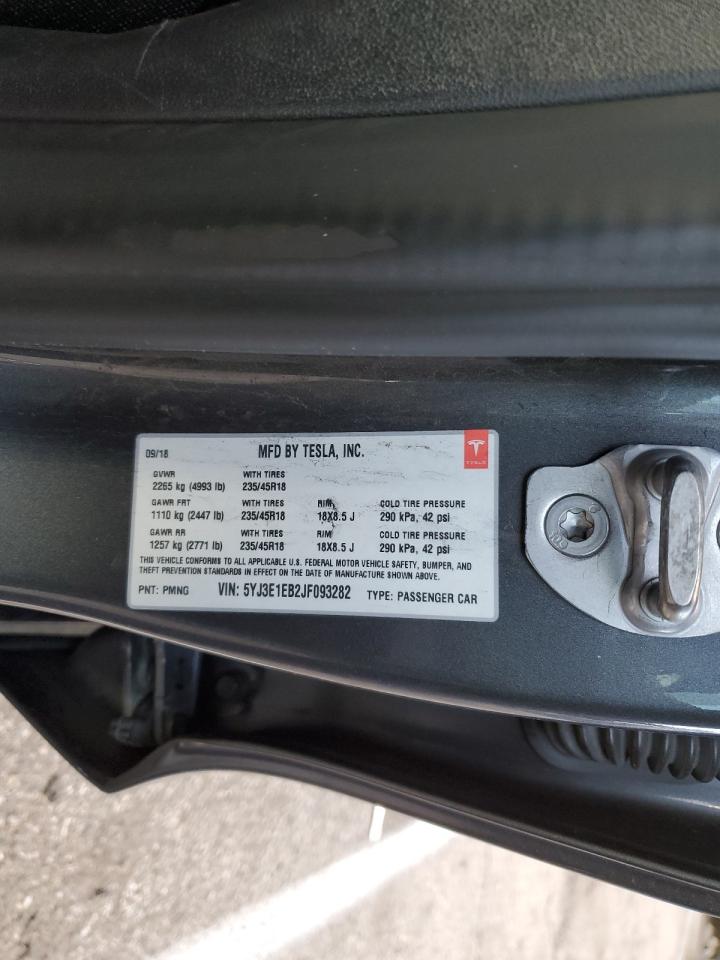 09/18 MFD BY TESLA, INC. TESLA
GVWR WITH TIRES
2265 kg (4993 lb) 235/45R18
GAWR FRT WITH TIRES RIM COLD TIRE PRESSURE
1110 kg (2447 lb) 235/45R18 18X8.5 J 290 kPa, 42 psi
GAWR RR WITH TIRES RIM COLD TIRE PRESSURE
1257 kg (2771 lb) 235/45R18 18X8.5 J 290 kPa, 42 psi
THIS VEHICLE CONFORMS TO ALL APPLICABLE U.S. FEDERAL MOTOR VEHICLE SAFETY, BUMPER, AND
THEFT PREVENTION STANDARDS IN EFFECT ON THE DATE OF MANUFACTURE SHOWN ABOVE.
PNT: PMNG VIN: 5YJ3E1EB2JF093282 TYPE: PASSENGER CAR